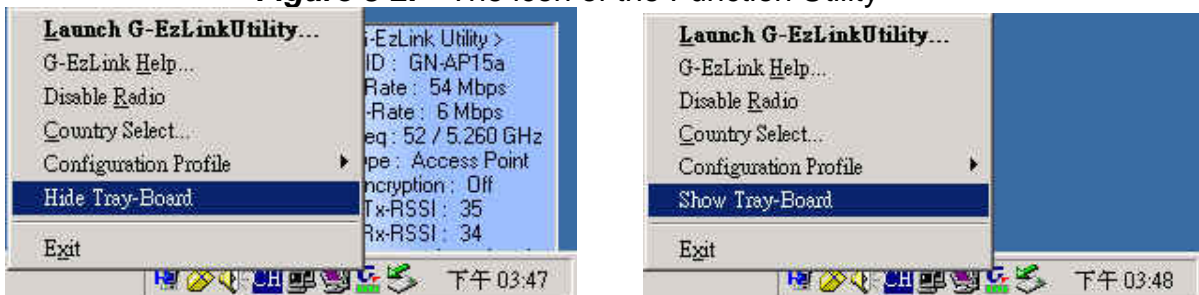 Launch G-EzLinkUtility...
G-EzLink Help...
Disable Radio
Country Select...
Configuration Profile
Hide Tray-Board
Exit
-EzLink Utility >
ID : GN-AP15a
Rate : 54 Mbps
-Rate : 6 Mbps
eq : 52 / 5.260 GHz
ype : Access Point
ncryption : Off
Tx-RSSI : 35
Rx-RSSI : 34
CH
下午 03:47
Launch G-EzLinkUtility...
G-EzLink Help...
Disable Radio
Country Select...
Configuration Profile
Show Tray-Board
Exit
CH
下午 03:48